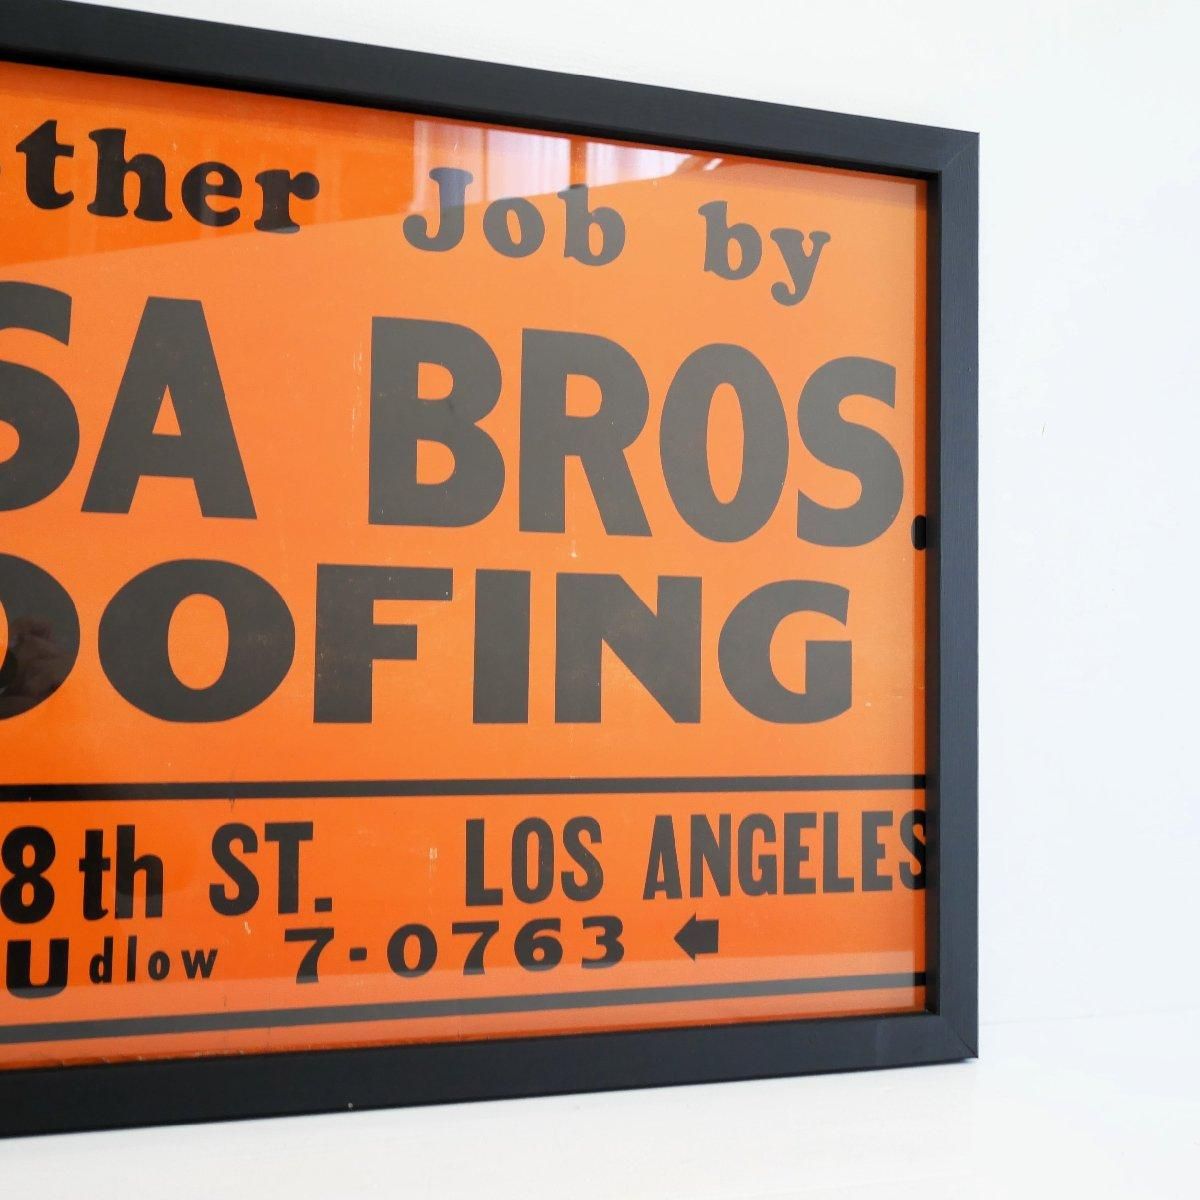 ther Job by
SA BROS.
OOFING
8th ST. LOS ANGELES
Udlow 7-0763